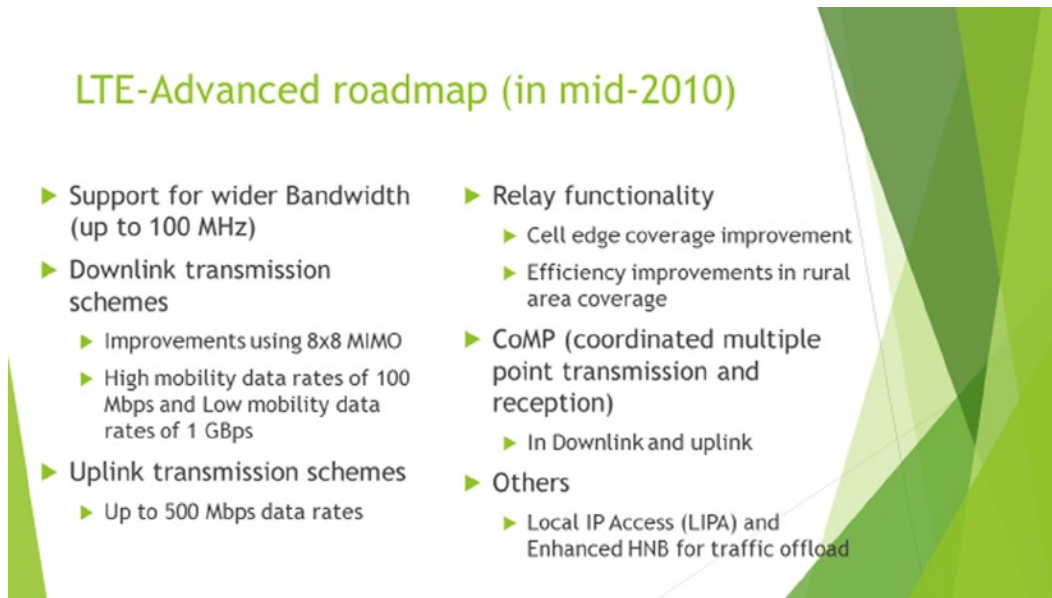 LTE-Advanced roadmap (in mid-2010)
Support for wider Bandwidth
(up to 100 MHz)
Downlink transmission
schemes
Improvements using 8x8 MIMO
High mobility data rates of 100
Mbps and Low mobility data
rates of 1 GBps
Uplink transmission schemes
Up to 500 Mbps data rates
Relay functionality
Cell edge coverage improvement
Efficiency improvements in rural
area coverage
CoMP (coordinated multiple
point transmission and
reception)
In Downlink and uplink
Others
Local IP Access (LIPA) and
Enhanced HNB for traffic offload